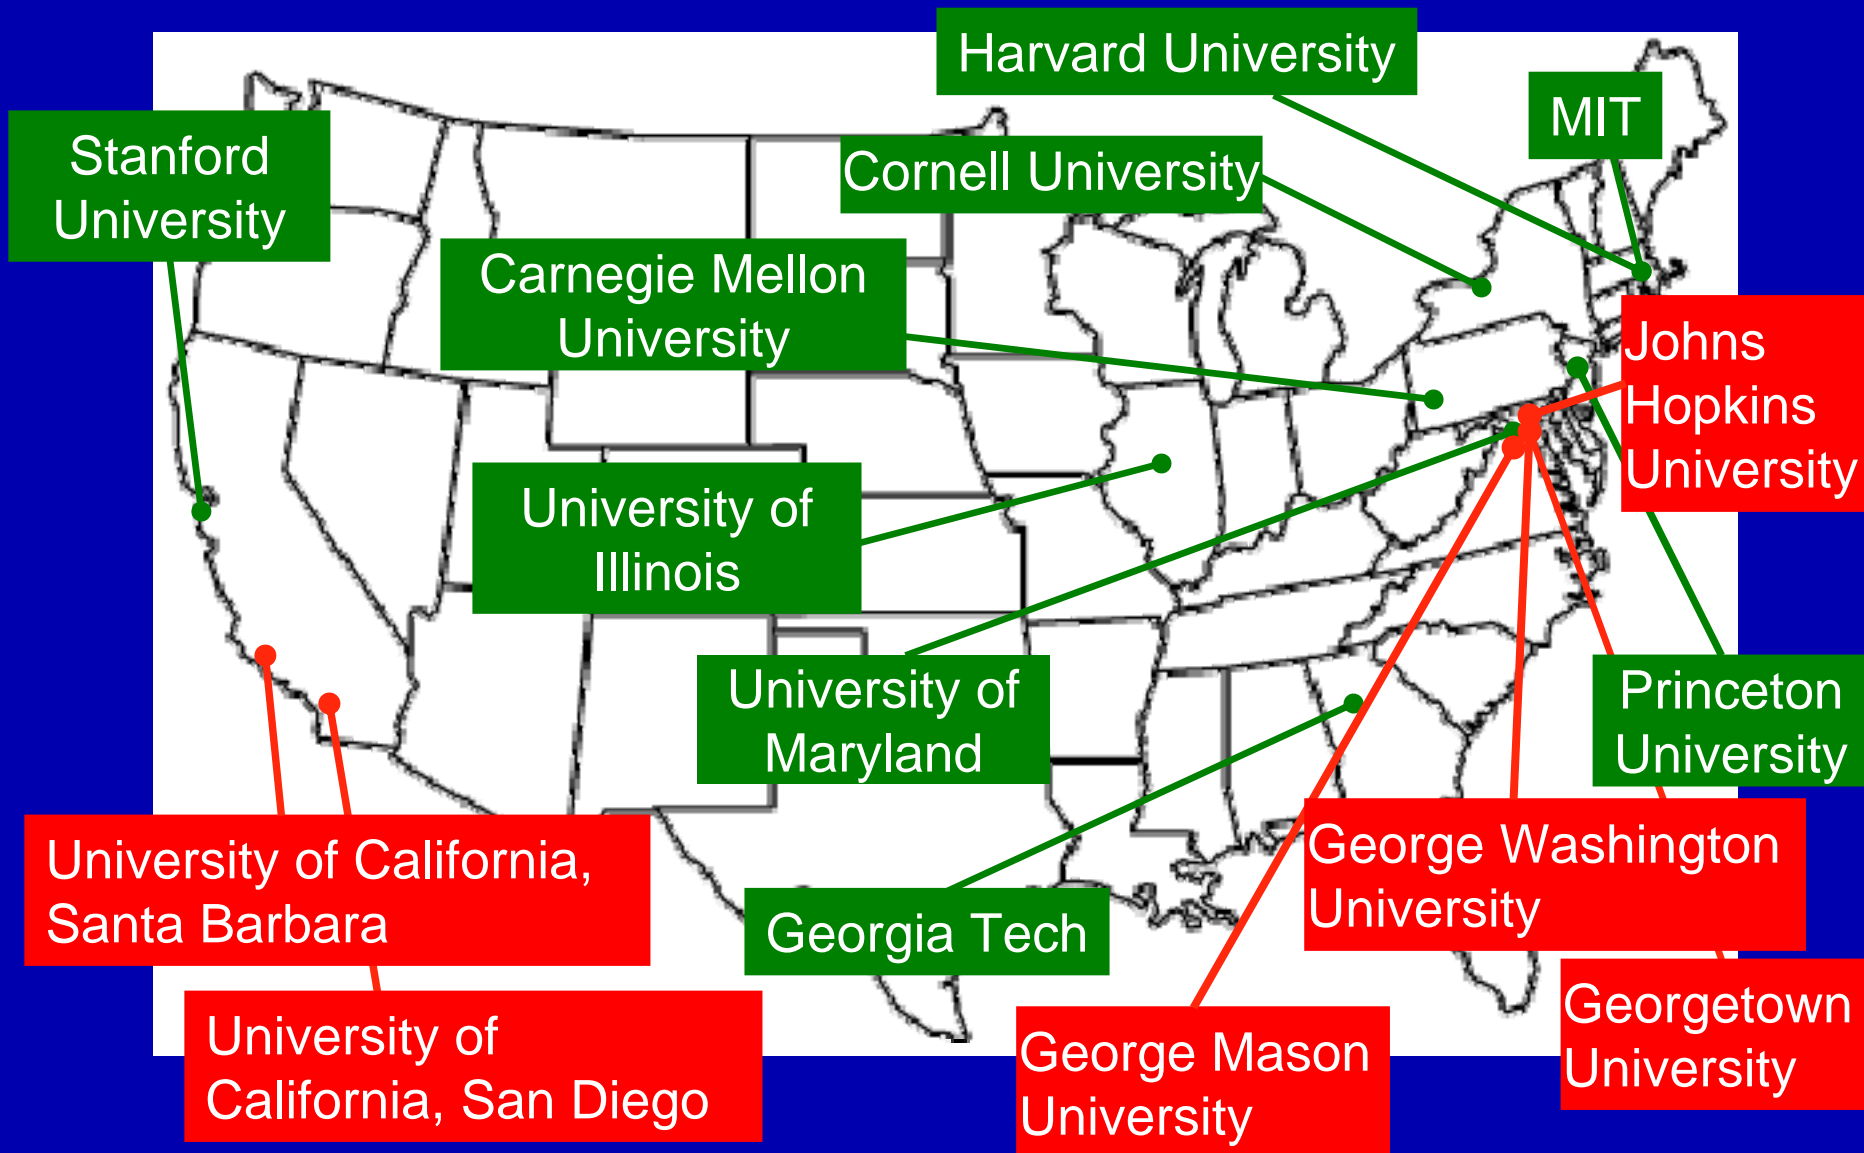 Harvard University
MIT
Stanford
University
Cornell University
Carnegie Mellon
University
Johns
Hopkins
University
University of
Illinois
University of
Maryland
Princeton
University
University of California,
Santa Barbara
George Washington
University
Georgia Tech
Georgetown
University
University of
California, San Diego
George Mason
University